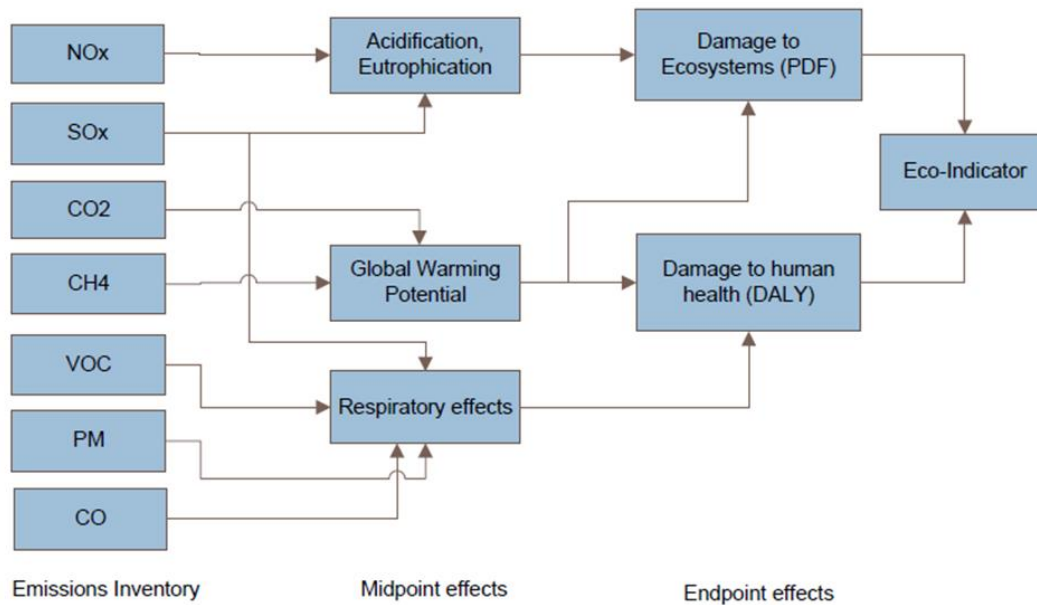 NOx
SOx
CO2
CH4
VOC
PM
CO
Acidification,
Eutrophication
Global Warming
Potential
Respiratory effects
Damage to
Ecosystems (PDF)
Damage to human
health (DALY)
Eco-Indicator
Emissions Inventory
Midpoint effects
Endpoint effects